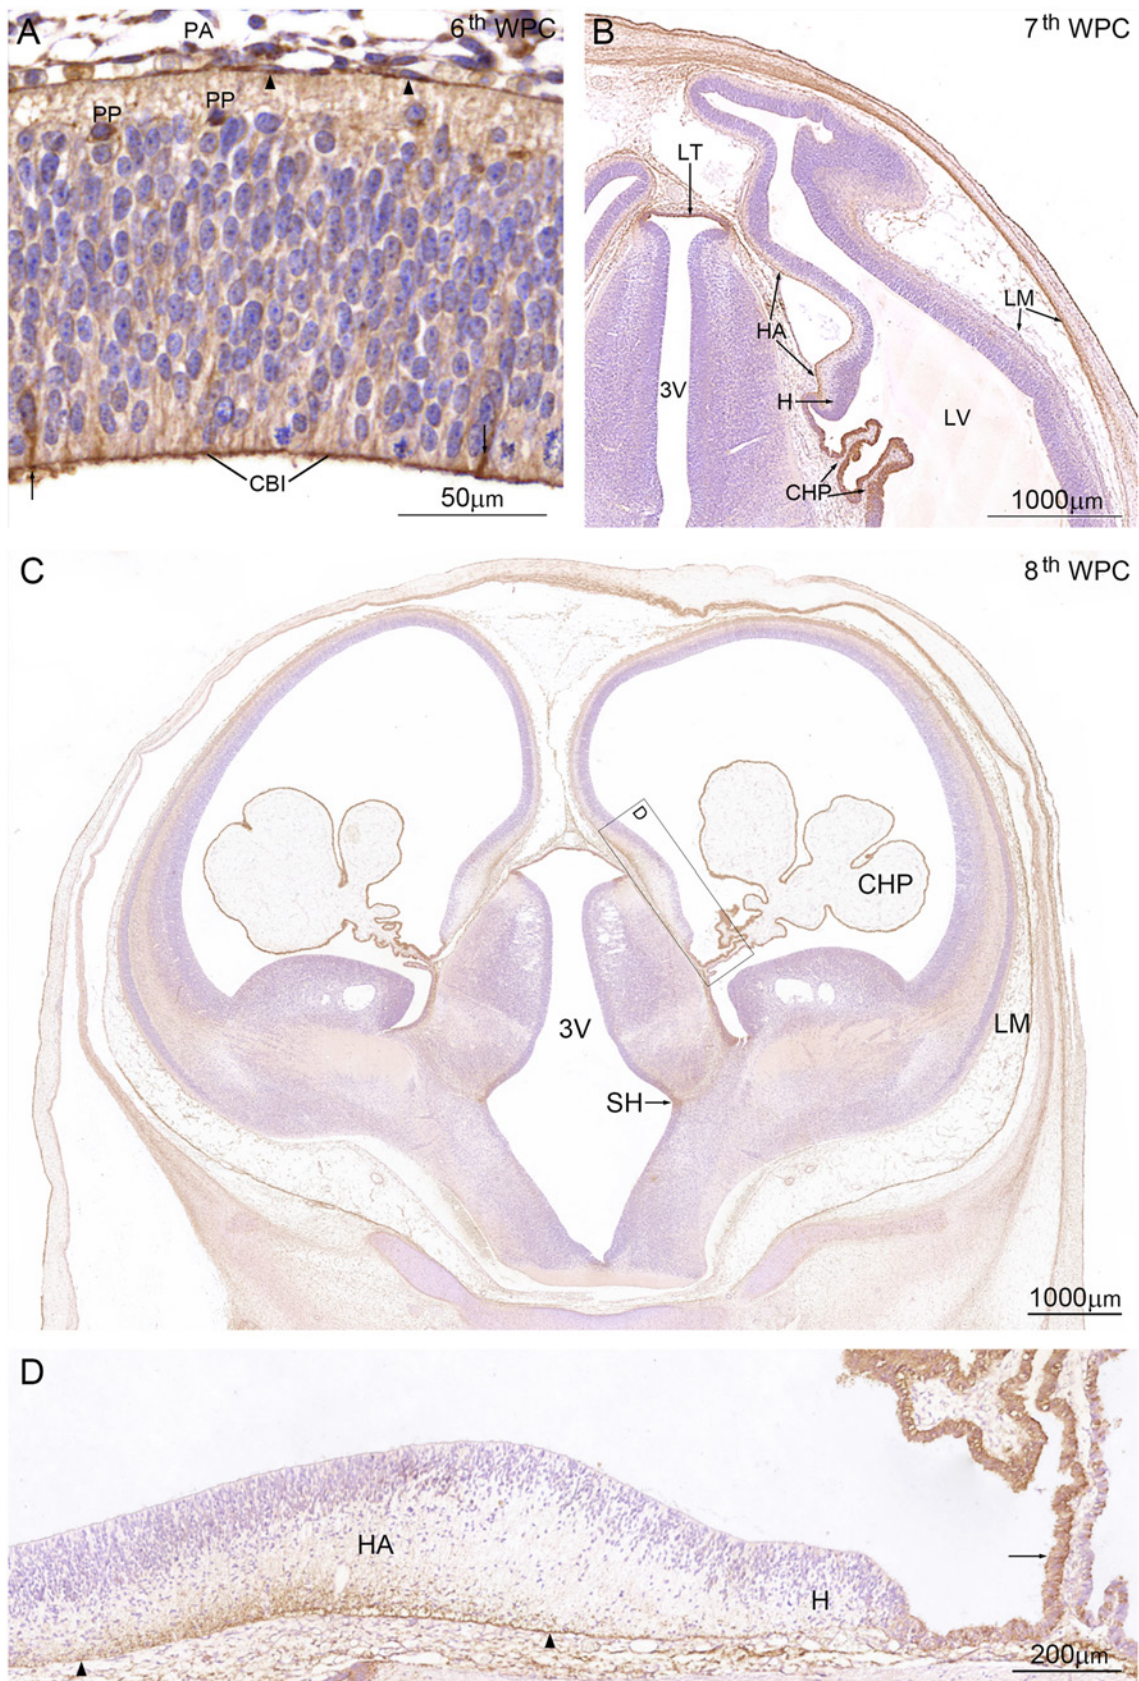 A
PA
6th WPC
PP
PP
CBI
50μm
B
7th WPC
LT
LM
HA
3V
H
LV
CHP
1000μm
C
8th WPC
D
CHP
3V
LM
SH
1000μm
D
HA
H
200μm